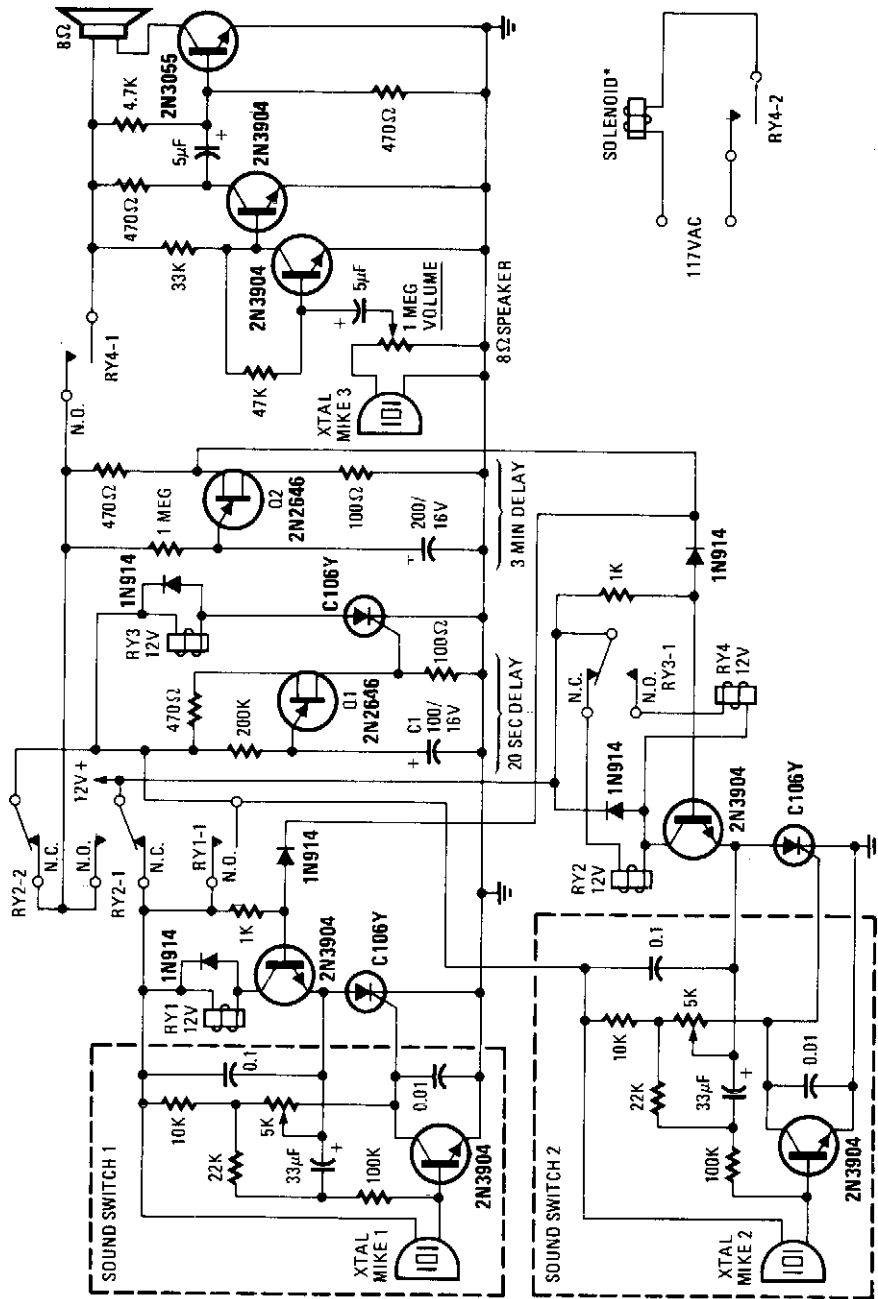 8Ω
4.7K
2N3055
5µF
+
470Ω
2N3904
470Ω
33K
2N3904
5µF
+
1 MEG
VOLUME
47K
XTAL
MIKE 3
8Ω SPEAKER
SOLENOID*
117VAC
RY4-2
RY4-1
N.O.
470Ω
1 MEG
Q2
2N2646
100Ω
200/
16V
3 MIN DELAY
1N914
RY3
12V
C106Y
470Ω
200K
Q1
2N2646
100Ω
C1
100/
16V
+
20 SEC DELAY
12V+
RY2-2
N.C.
N.O.
RY2-1
N.C.
RY1-1
N.O.
1N914
1K
1N914
RY1
12V
2N3904
C106Y
SOUND SWITCH 1
0.1
10K
5K
22K
33µF
+
100K
0.01
2N3904
XTAL
MIKE 1
1N914
1K
N.C.
N.O.
RY3-1
RY4
12V
1N914
RY2
12V
2N3904
C106Y
SOUND SWITCH 2
0.1
10K
5K
22K
33µF
+
100K
0.01
2N3904
XTAL
MIKE 2